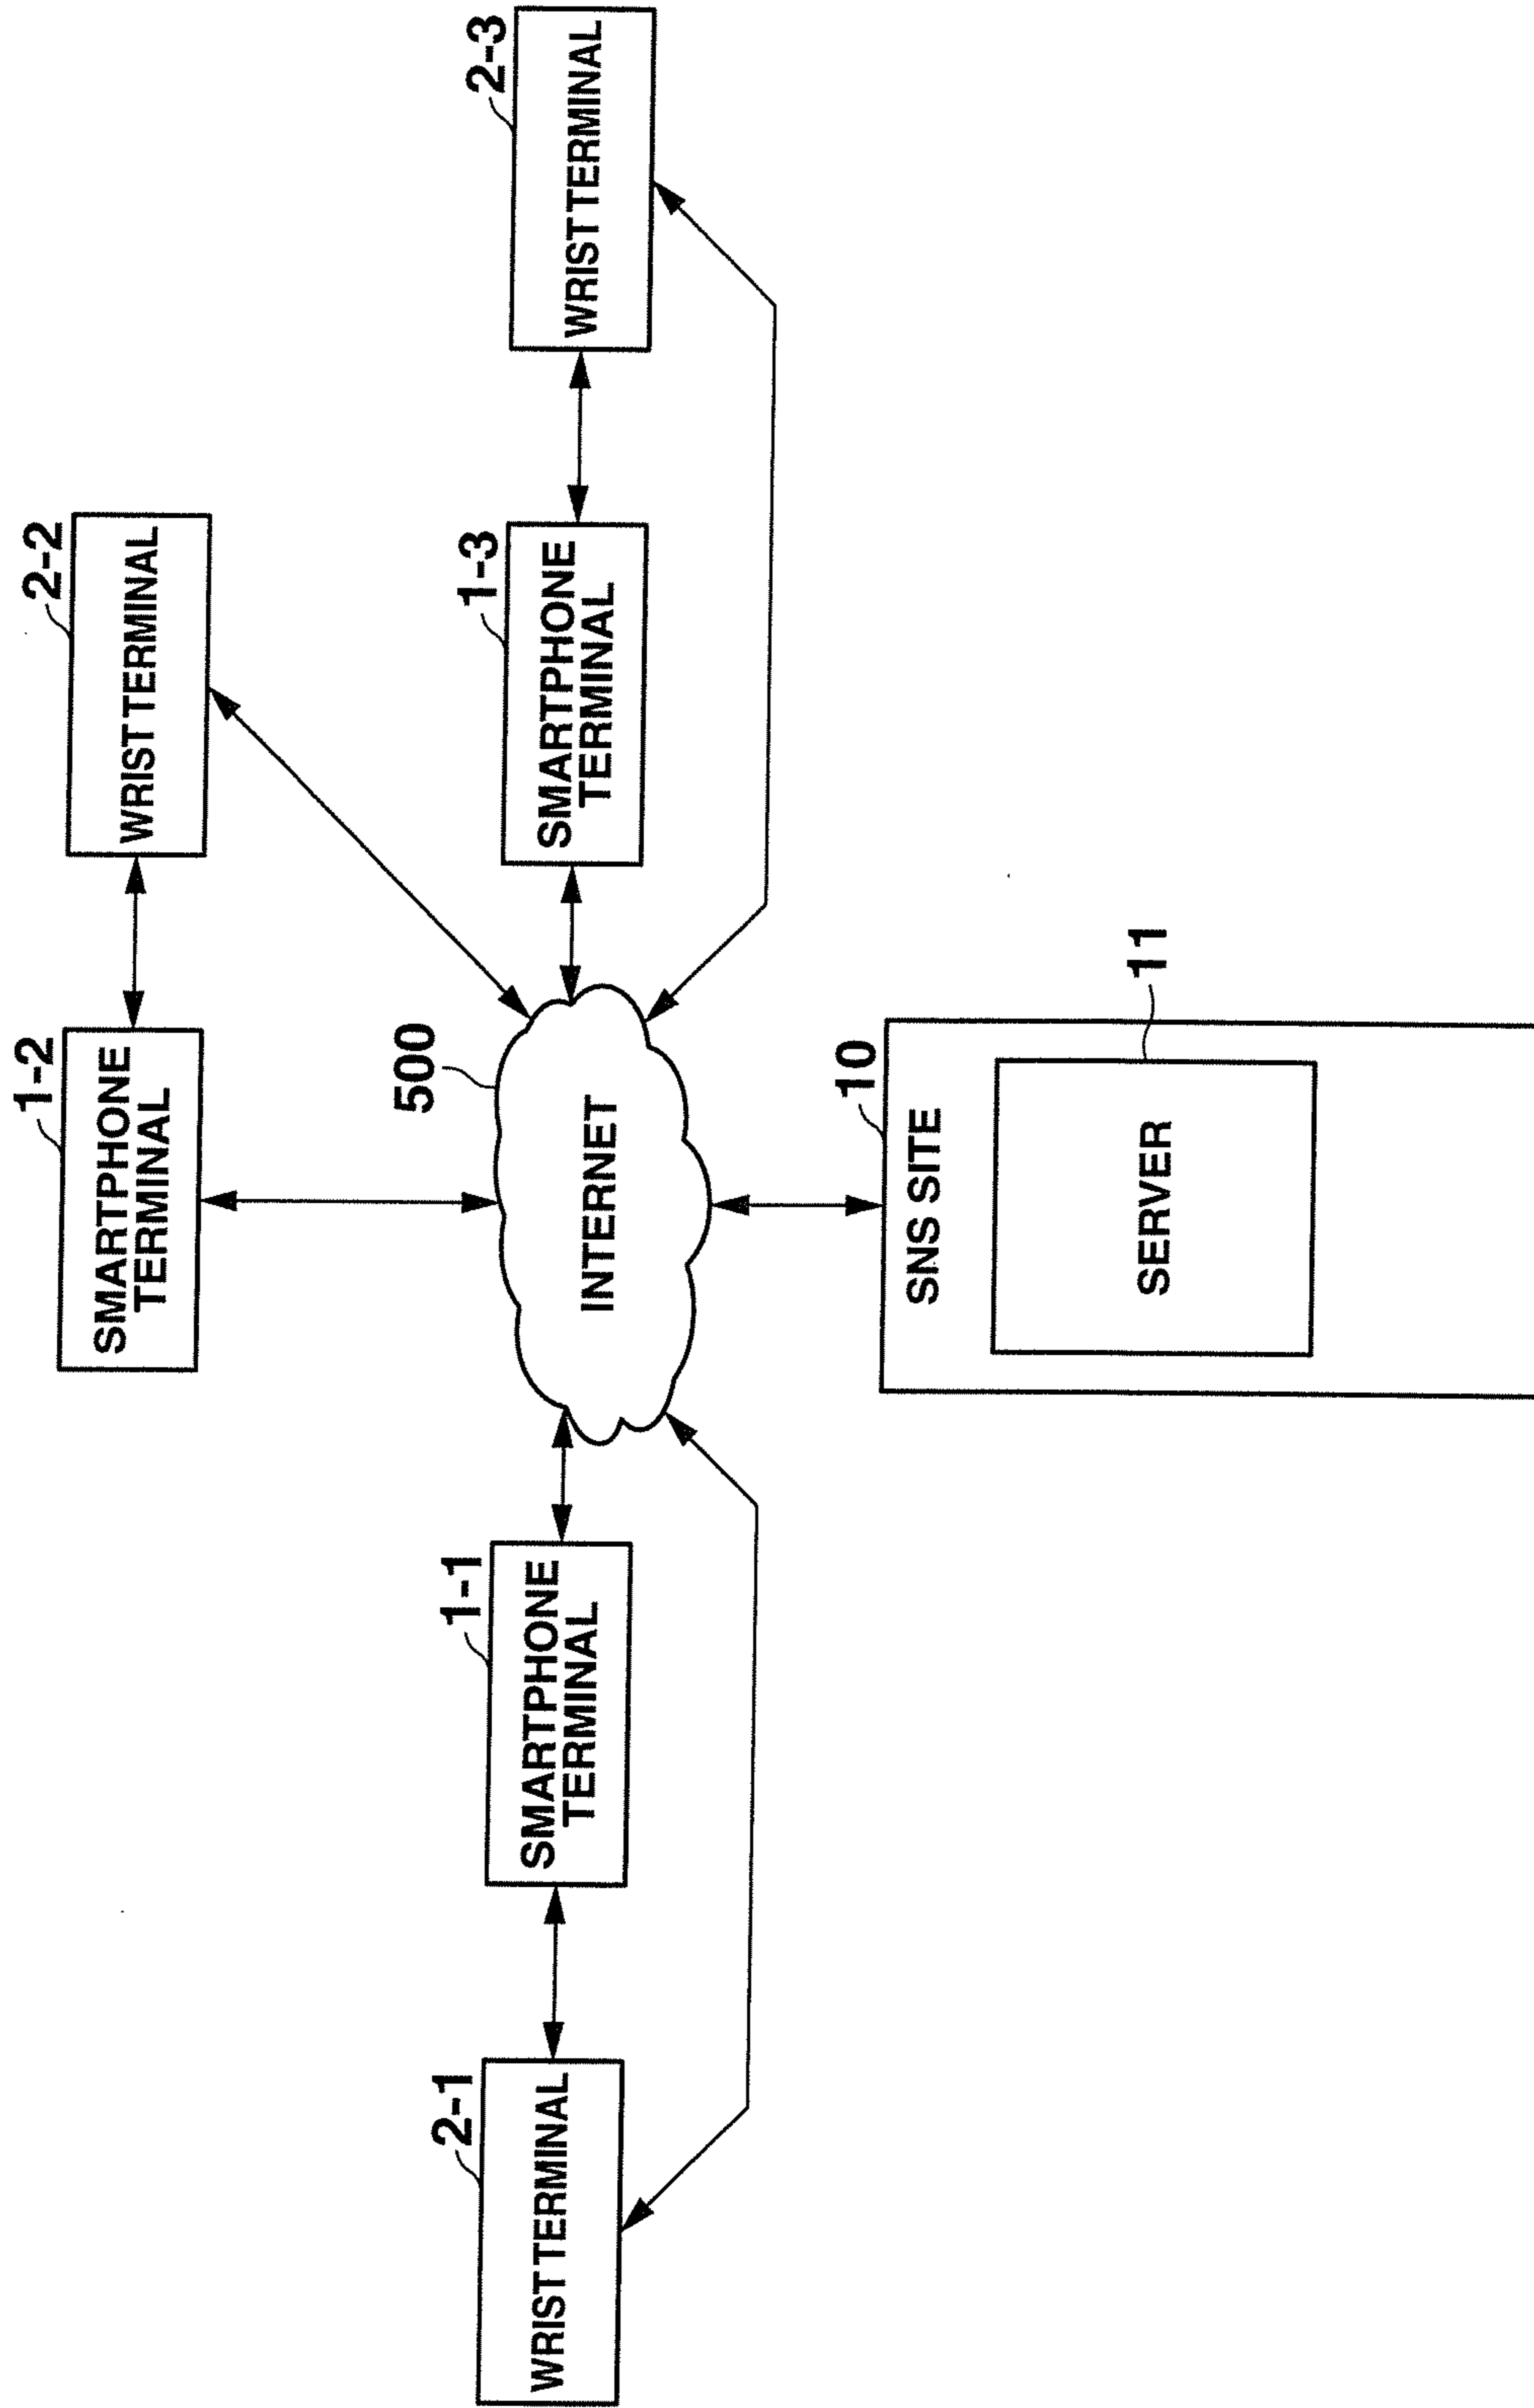 1-2
SMARTPHONE
TERMINAL
2-2
WRIST TERMINAL
2-1
WRIST TERMINAL
1-1
SMARTPHONE
TERMINAL
500
INTERNET
1-3
SMARTPHONE
TERMINAL
2-3
WRIST TERMINAL
10
SNS SITE
11
SERVER